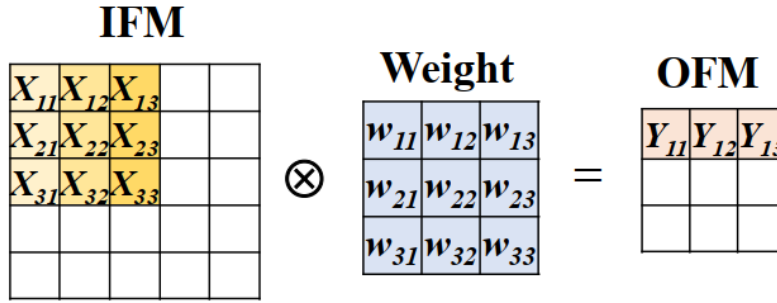 IFM
Weight
OFM
X11 X12 X13
X21 X22 X23
X31 X32 X33
⊗
w11 w12 w13
w21 w22 w23
w31 w32 w33
=
Y11 Y12 Y13